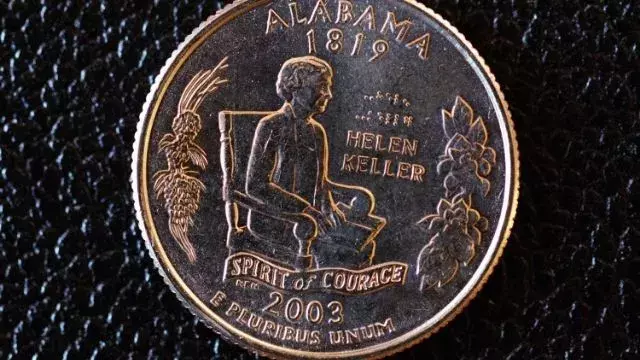 ALABAMA
1819
HELEN
KELLER
SPIRIT of COURAGE
2003
E PLURIBUS UNUM